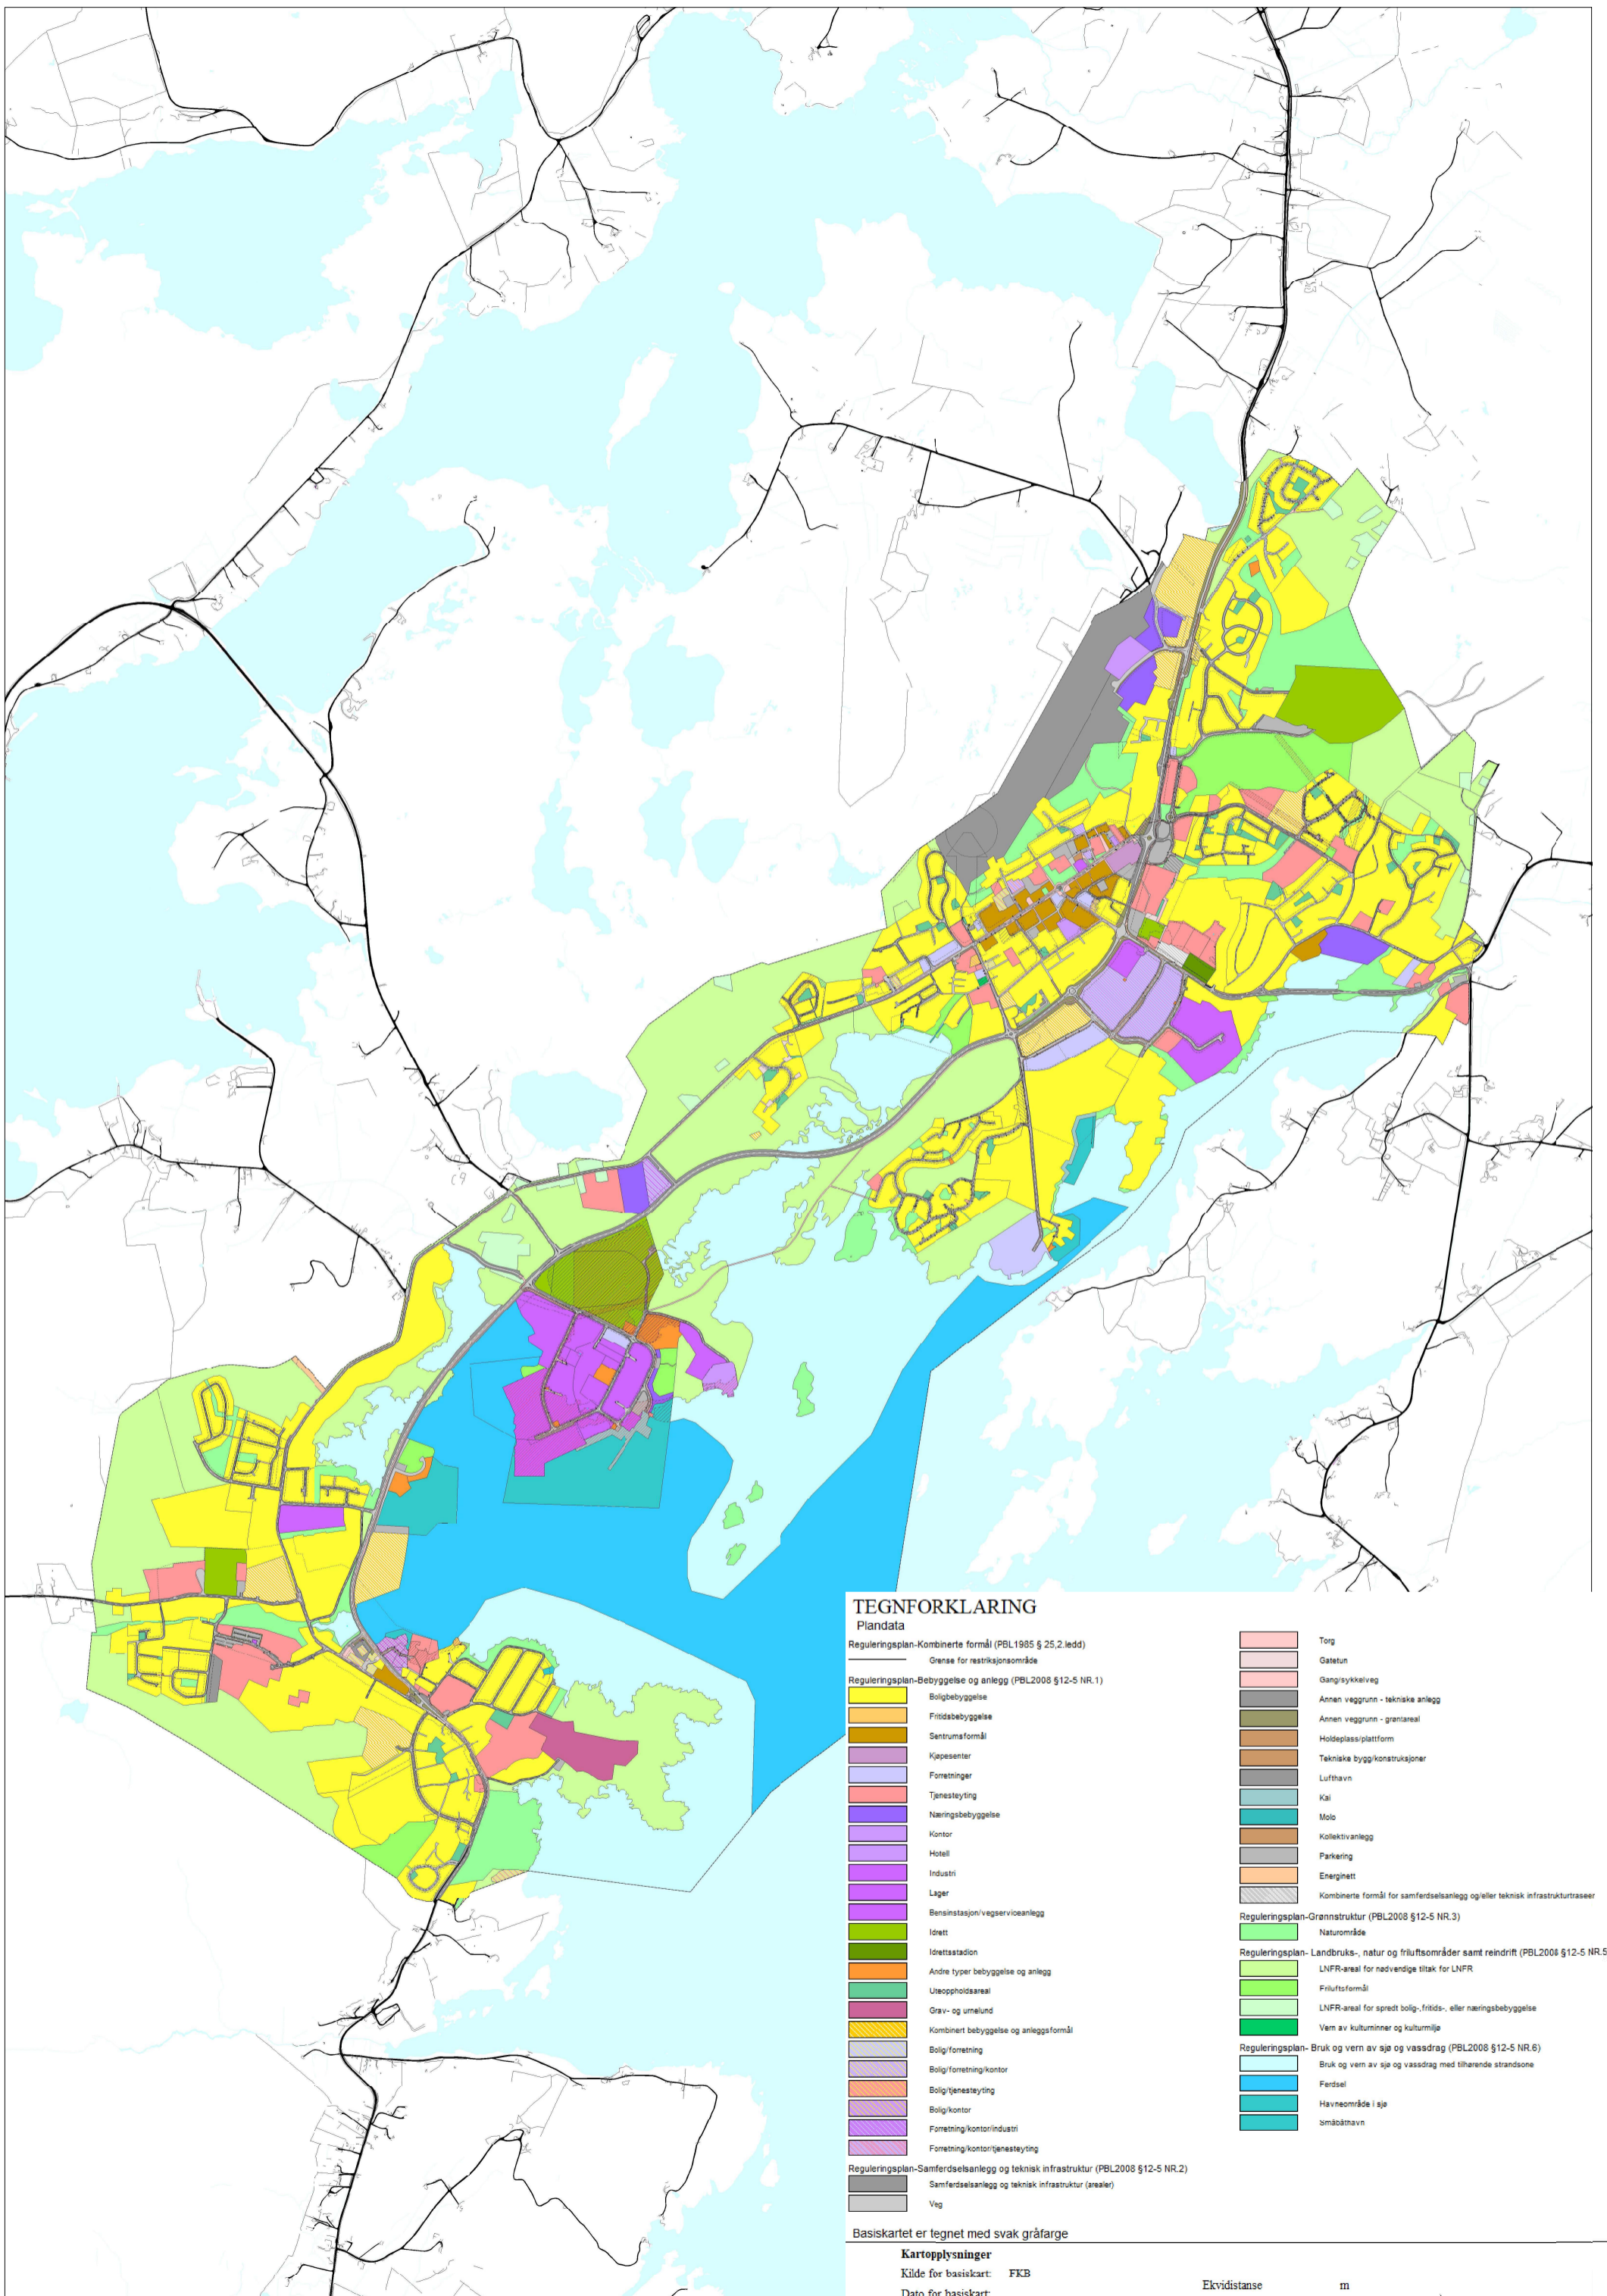 TEGNFORKLARING
Plandata
Reguleringsplan-Kombinerte formål (PBL1985 § 25,2.ledd)
Grense for restriksjonsområde
Reguleringsplan-Bebyggelse og anlegg (PBL2008 §12-5 NR.1)
Boligbebyggelse
Fritidsbebyggelse
Sentrumsformål
Kjøpesenter
Forretninger
Tjenesteyting
Næringsbebyggelse
Kontor
Hotell
Industri
Lager
Bensinstasjon/vegserviceanlegg
Idrett
Idrettsstadion
Andre typer bebyggelse og anlegg
Uteoppholdsareal
Grav- og urnelund
Kombinert bebyggelse og anleggsformål
Bolig/forretning
Bolig/forretning/kontor
Bolig/tjenesteyting
Bolig/kontor
Forretning/kontor/industri
Forretning/kontor/tjenesteyting
Reguleringsplan-Samferdselsanlegg og teknisk infrastruktur (PBL2008 §12-5 NR.2)
Samferdselsanlegg og teknisk infrastruktur (arealer)
Veg
Torg
Gatetun
Gang/sykkelveg
Annen veggrunn - tekniske anlegg
Annen veggrunn - grøntareal
Holdeplass/plattform
Tekniske bygg/konstruksjoner
Lufthavn
Kai
Molo
Kollektivanlegg
Parkering
Energinett
Kombinerte formål for samferdselsanlegg og/eller teknisk infrastrukturtraseer
Reguleringsplan-Grønnstruktur (PBL2008 §12-5 NR.3)
Naturområde
Reguleringsplan- Landbruks-, natur og friluftsområder samt reindrift (PBL2008 §12-5 NR.5
LNFR-areal for nødvendige tiltak for LNFR
Friluftsformål
LNFR-areal for spredt bolig-,fritids-, eller næringsbebyggelse
Vern av kulturminner og kulturmiljø
Reguleringsplan- Bruk og vern av sjø og vassdrag (PBL2008 §12-5 NR.6)
Bruk og vern av sjø og vassdrag med tilhørende strandsone
Ferdsel
Havneområde i sjø
Småbåthavn
Basiskartet er tegnet med svak gråfarge
Kartopplysninger
Kilde for basiskart: FKB
Dato for basiskart:
Ekvidistanse m